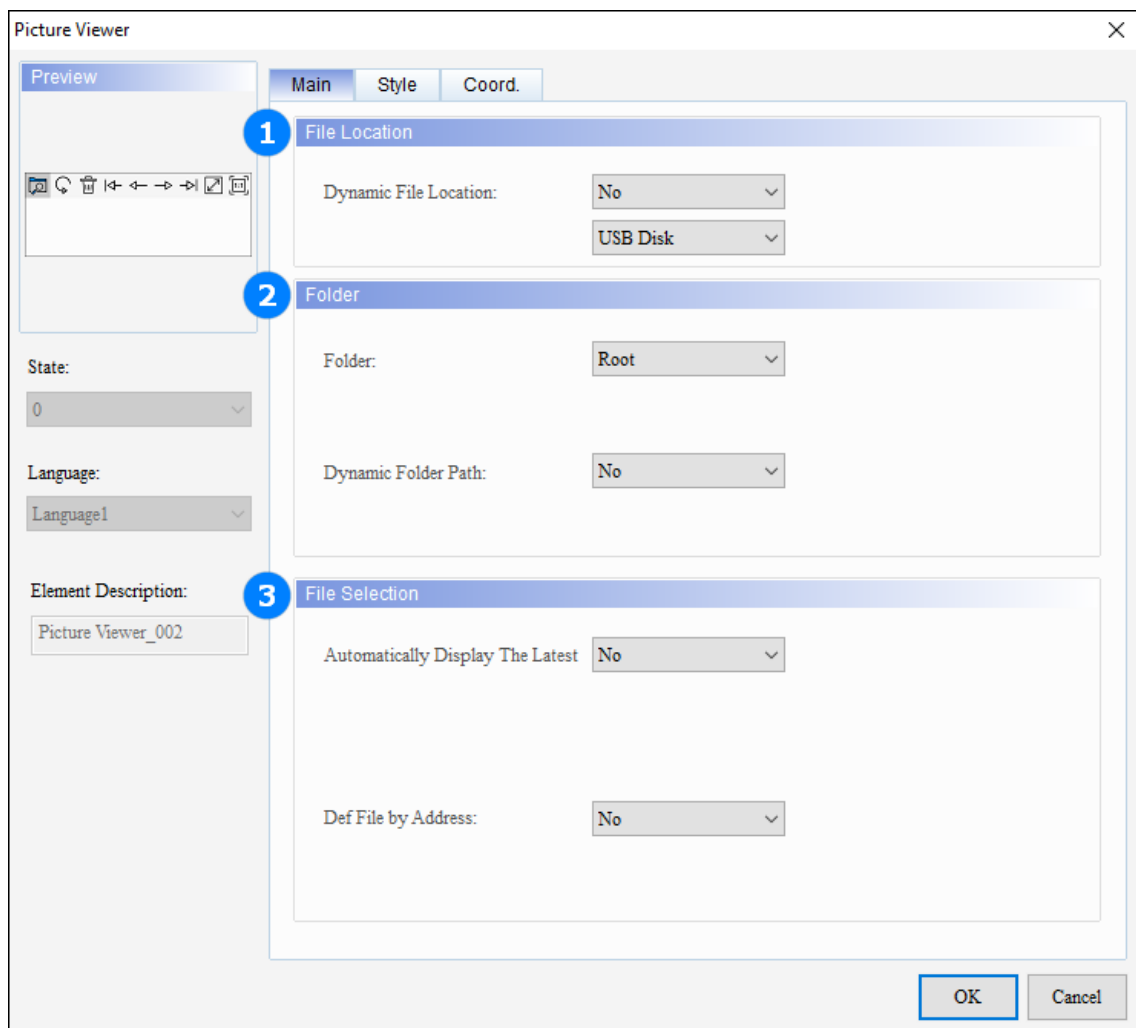 Picture Viewer
Preview
Main Style Coord.
1 File Location
Dynamic File Location: No
USB Disk
2 Folder
Folder: Root
State:
0
Language:
Dynamic Folder Path: No
Language1
Element Description:
3 File Selection
Picture Viewer_002
Automatically Display The Latest No
Def File by Address: No
OK Cancel